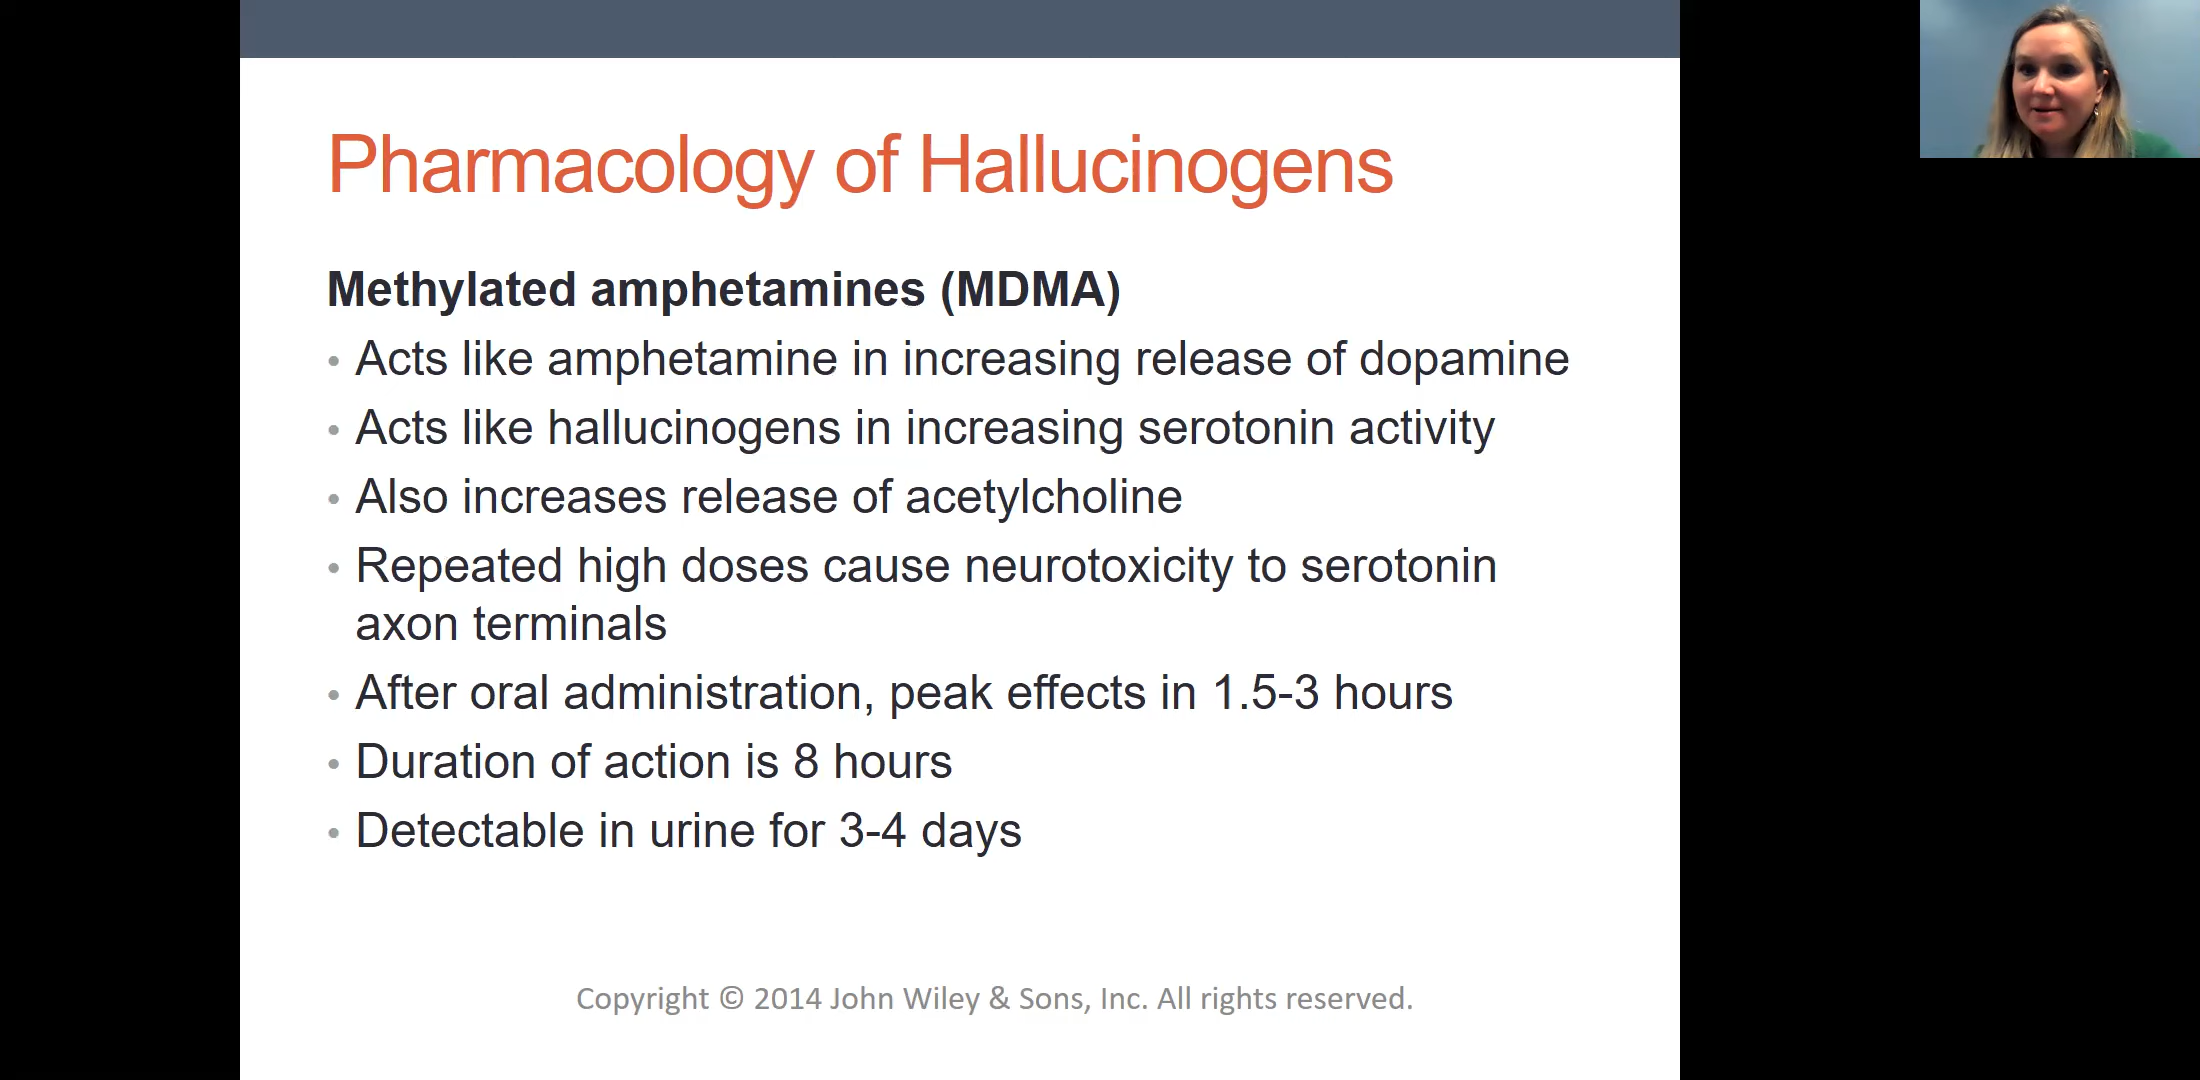 Pharmacology of Hallucinogens
Methylated amphetamines (MDMA)
• Acts like amphetamine in increasing release of dopamine
• Acts like hallucinogens in increasing serotonin activity
• Also increases release of acetylcholine
• Repeated high doses cause neurotoxicity to serotonin
axon terminals
• After oral administration, peak effects in 1.5-3 hours
• Duration of action is 8 hours
• Detectable in urine for 3-4 days
Copyright © 2014 John Wiley & Sons, Inc. All rights reserved.